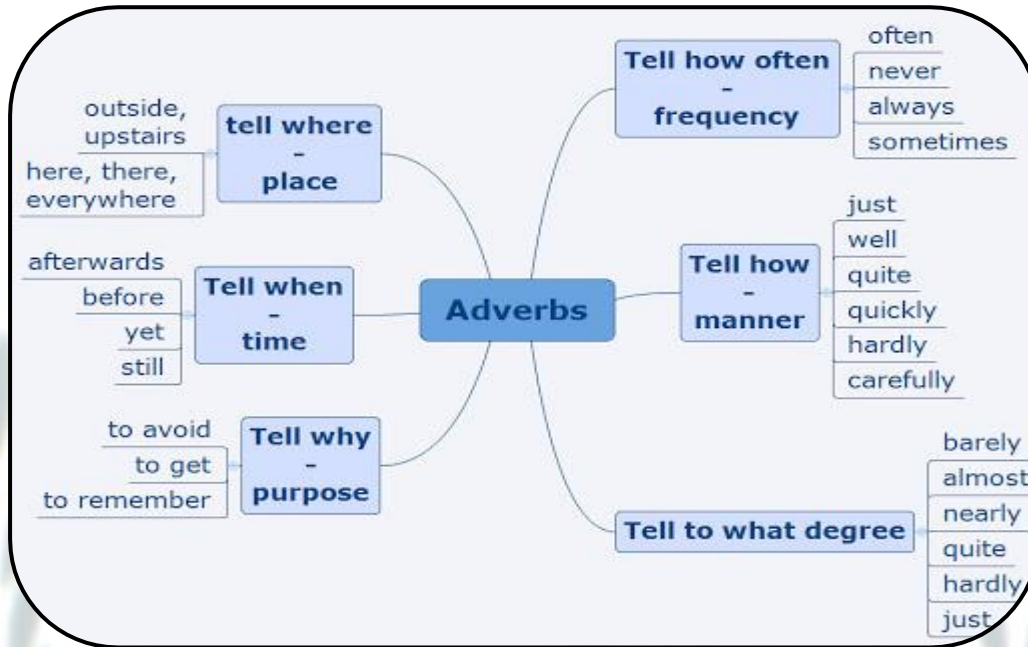 Adverbs
tell where
-
place
outside,
upstairs
here, there,
everywhere
Tell when
-
time
afterwards
before
yet
still
Tell why
-
purpose
to avoid
to get
to remember
Tell how often
-
frequency
often
never
always
sometimes
Tell how
-
manner
just
well
quite
quickly
hardly
carefully
Tell to what degree
barely
almost
nearly
quite
hardly
just